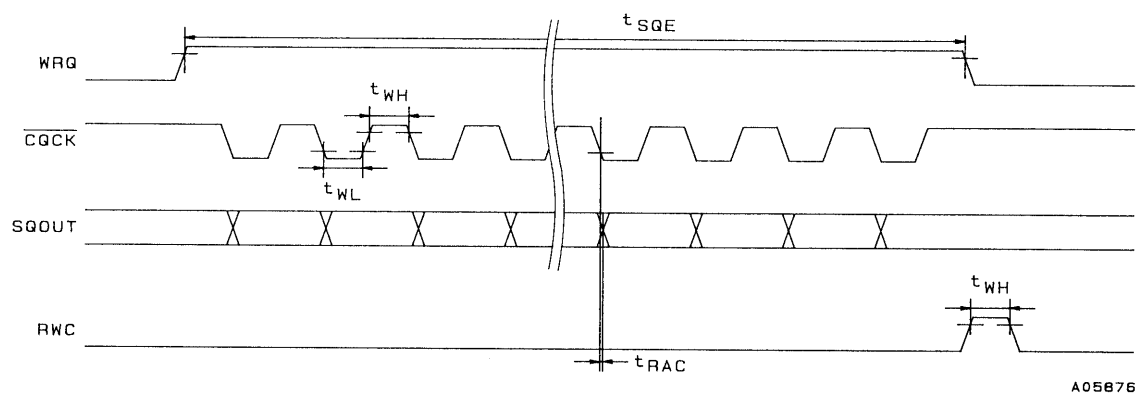 tSQE
WRQ
tWH
CQCK
tWL
SQOUT
tWH
RWC
tRAC
A05876